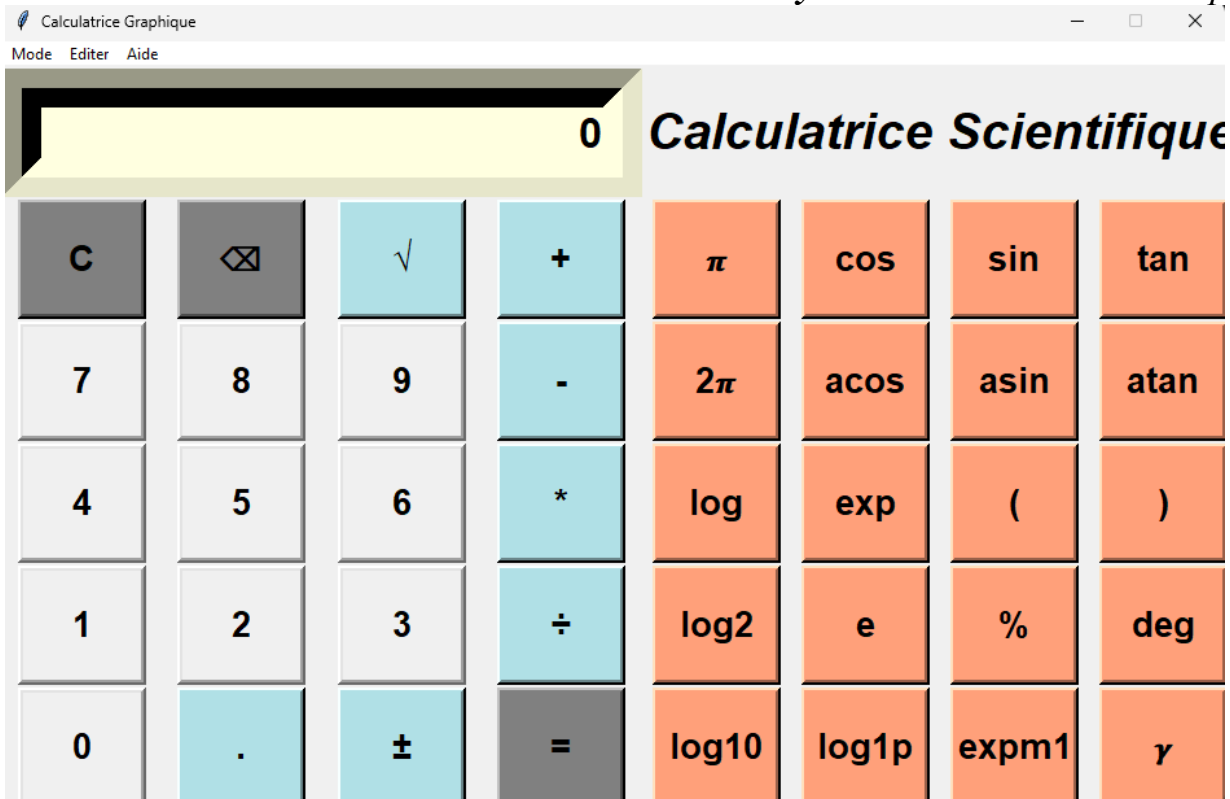 Calculatrice Graphique
Mode Editer Aide
0 Calculatrice Scientifique
C ⌫ √ + π cos sin tan
7 8 9 - 2π acos asin atan
4 5 6 * log exp ( )
1 2 3 ÷ log2 e % deg
0 . ± = log10 log1p expm1 γ